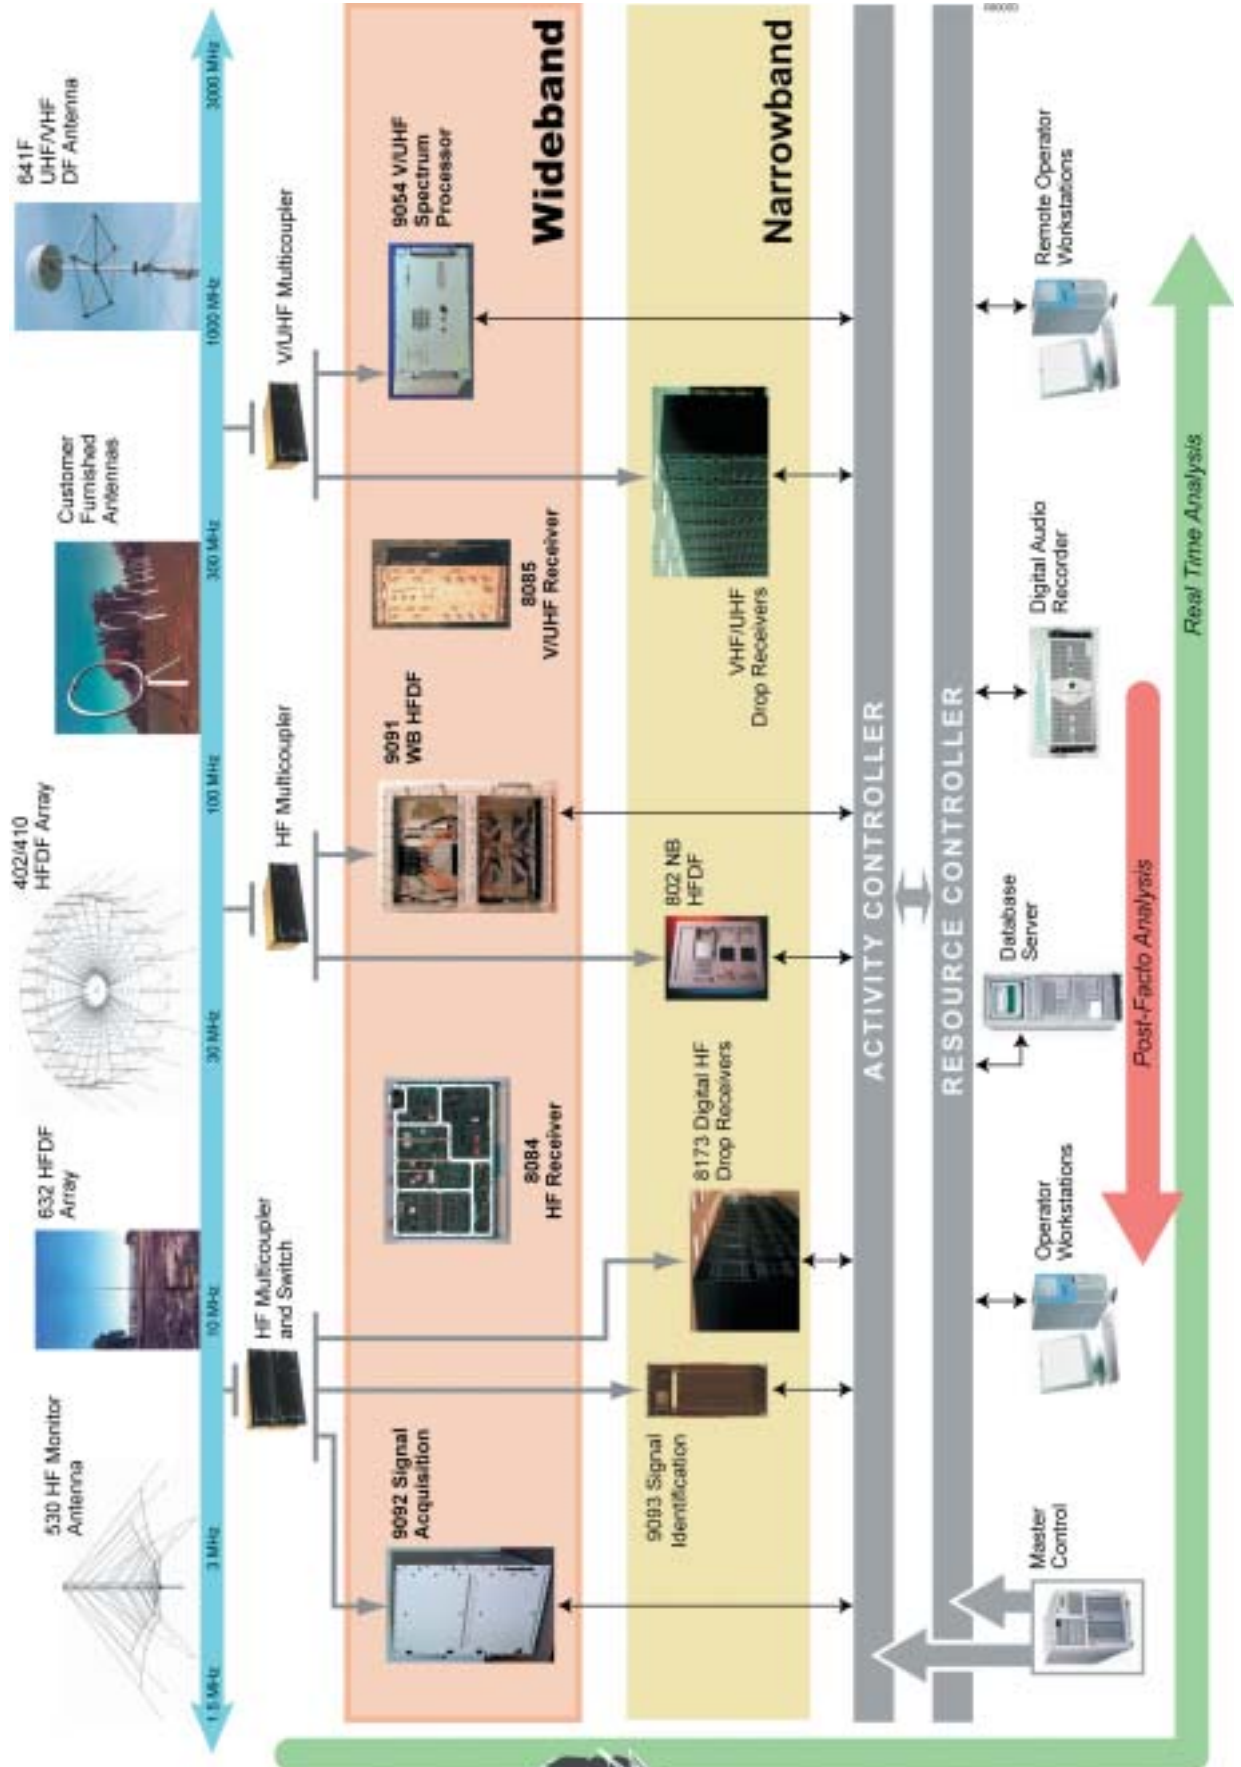 530 HF Monitor
Antenna
632 HFDF
Array
402/410
HFDF Array
Customer
Furnished
Antennas
641F
UHF/VHF
DF Antenna
1.5 MHz
3 MHz
10 MHz
30 MHz
100 MHz
300 MHz
1000 MHz
3000 MHz
HF Multicoupler
and Switch
HF Multicoupler
V/UHF Multicoupler
9092 Signal
Acquisition
8084
HF Receiver
9091
WB HFDF
8085
V/UHF Receiver
9054 V/UHF
Spectrum
Processor
Wideband
9093 Signal
Identification
8173 Digital HF
Drop Receivers
802 NB
HFDF
VHF/UHF
Drop Receivers
Narrowband
ACTIVITY CONTROLLER
RESOURCE CONTROLLER
Master
Control
Operator
Workstations
Database
Server
Digital Audio
Recorder
Remote Operator
Workstations
Post-Facto Analysis
Real Time Analysis